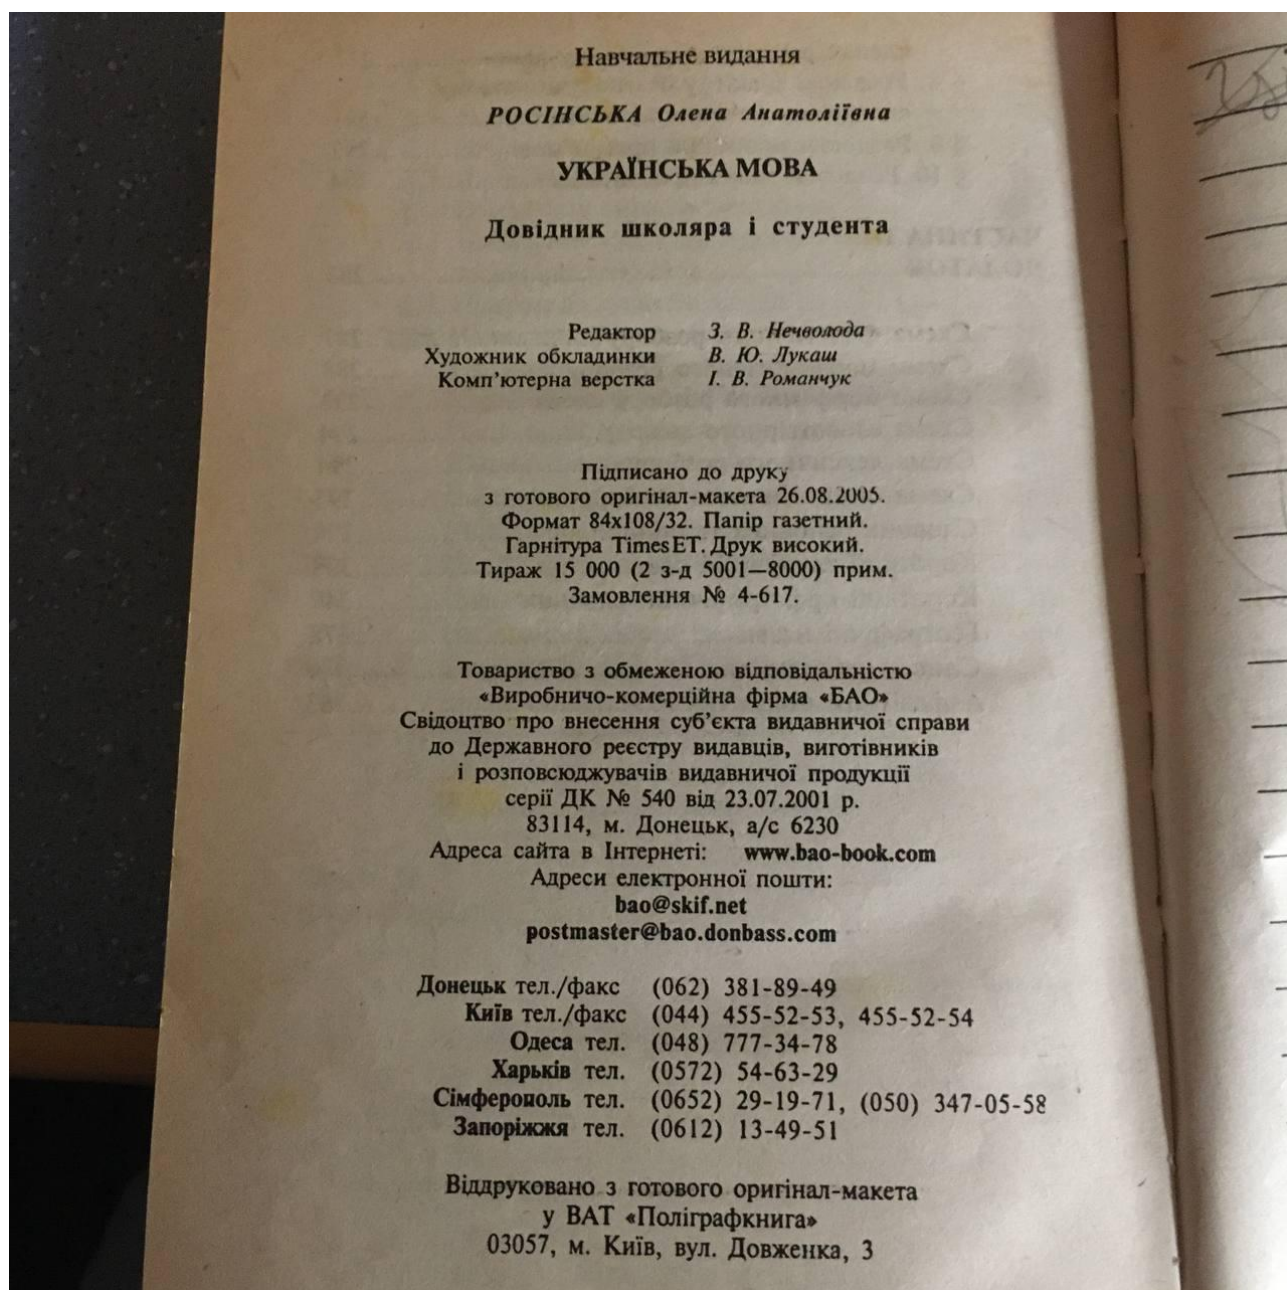 Навчальне видання
РОСІНСЬКА Олена Анатоліївна
УКРАЇНСЬКА МОВА
Довідник школяра і студента
Редактор З. В. Нечволода
Художник обкладинки В. Ю. Лукаш
Комп'ютерна верстка І. В. Романчук
Підписано до друку
з готового оригінал-макета 26.08.2005.
Формат 84х108/32. Папір газетний.
Гарнітура TimesET. Друк високий.
Тираж 15 000 (2 з-д 5001—8000) прим.
Замовлення № 4-617.
Товариство з обмеженою відповідальністю
«Виробничо-комерційна фірма «БАО»
Свідоцтво про внесення суб'єкта видавничої справи
до Державного реєстру видавців, виготівників
і розповсюджувачів видавничої продукції
серії ДК № 540 від 23.07.2001 р.
83114, м. Донецьк, а/с 6230
Адреса сайта в Інтернеті: www.bao-book.com
Адреси електронної пошти:
bao@skif.net
postmaster@bao.donbass.com
Донецьк тел./факс (062) 381-89-49
Київ тел./факс (044) 455-52-53, 455-52-54
Одеса тел. (048) 777-34-78
Харьків тел. (0572) 54-63-29
Сімферополь тел. (0652) 29-19-71, (050) 347-05-58
Запоріжжя тел. (0612) 13-49-51
Віддруковано з готового оригінал-макета
у ВАТ «Поліграфкнига»
03057, м. Київ, вул. Довженка, 3